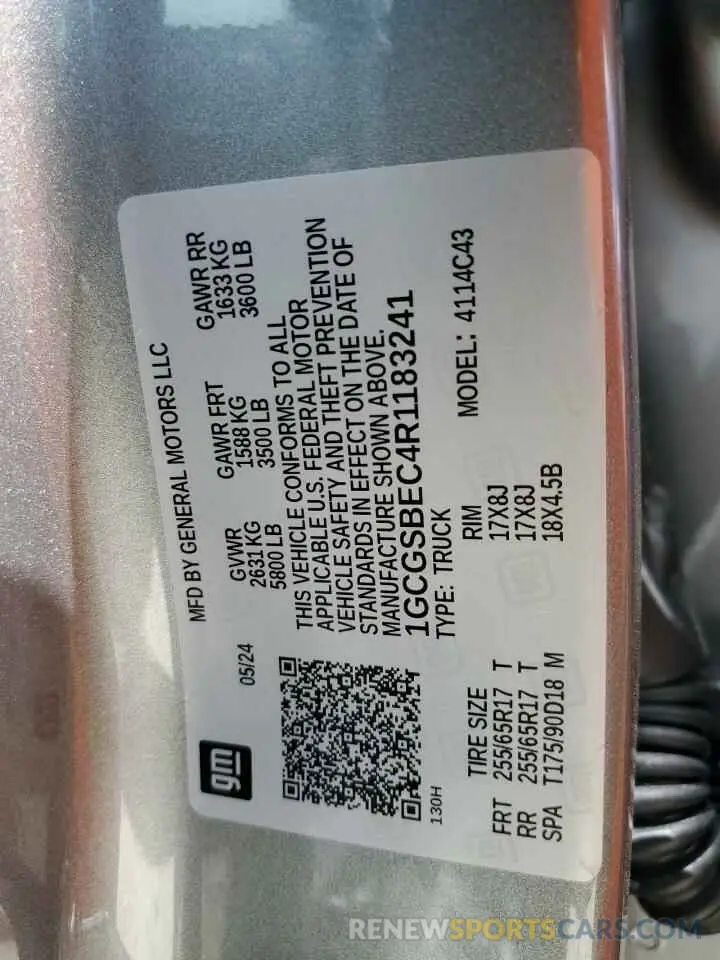 gm
MFD BY GENERAL MOTORS LLC
05/24
GVWR GAWR FRT GAWR RR
2631 KG 1588 KG 1633 KG
5800 LB 3500 LB 3600 LB
THIS VEHICLE CONFORMS TO ALL
APPLICABLE U.S. FEDERAL MOTOR
VEHICLE SAFETY AND THEFT PREVENTION
STANDARDS IN EFFECT ON THE DATE OF
MANUFACTURE SHOWN ABOVE.
1GCGSBEC4R1183241
130H
TYPE: TRUCK MODEL: 4114C43
TIRE SIZE RIM
FRT 255/65R17 T 17X8J
RR 255/65R17 T 17X8J
SPA T175/90D18 M 18X4.5B
RENEWSPORTSCARS.COM